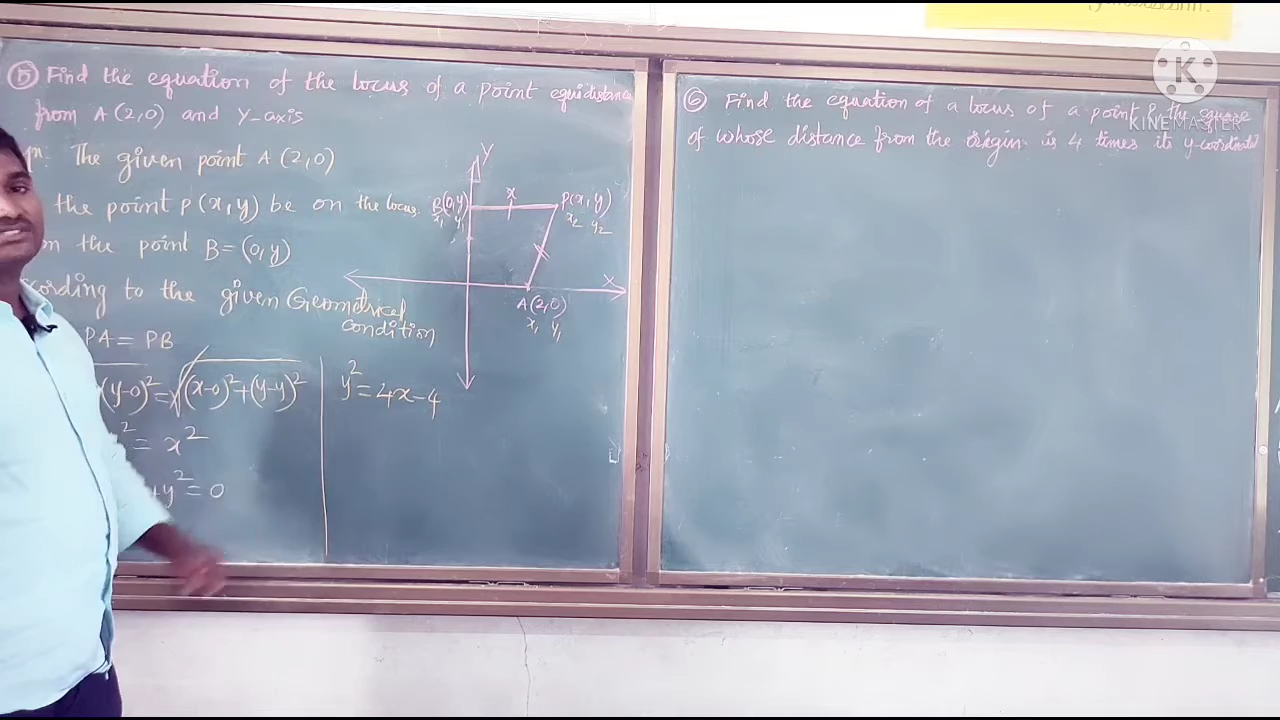 ⑤ Find the equation of the locus of a point equidistance
from A (2,0) and Y-axis
The given point A (2,0)
the point P(x,y) be on the locus
the point B = (0,y)
to the given Geometrical
condition
PA = PB
(y-0)² = √(x-0)²+(y-y)²
² = x²
+y² = 0
y² = 4x-4
Y
B(0,y)
x₁ y₁
x
P(x,y)
x₂ y₂
X
A(2,0)
x₁ y₁
⑥ Find the equation of a locus of a point P, the square
of whose distance from the origin is 4 times its y-coordinate
K
KINEMASTER